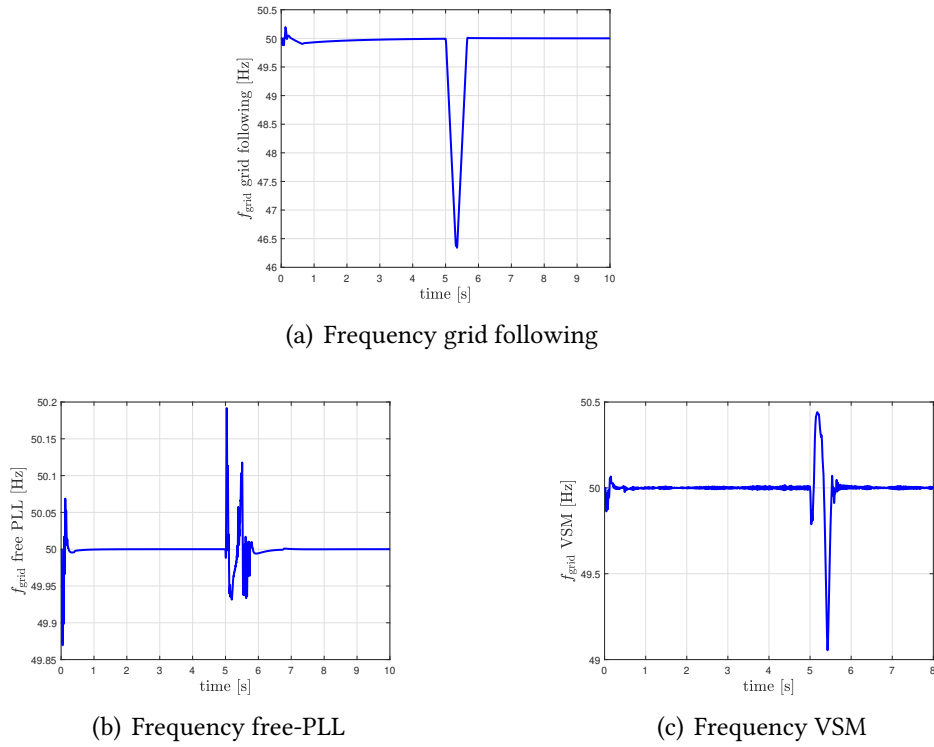 50.5
50
49.5
49
48.5
48
47.5
47
46.5
46
f_grid grid following [Hz]
0 1 2 3 4 5 6 7 8 9 10
time [s]
(a) Frequency grid following
50.2
50.15
50.1
50.05
50
49.95
49.9
49.85
f_grid free PLL [Hz]
0 1 2 3 4 5 6 7 8 9 10
time [s]
(b) Frequency free-PLL
50.5
50
49.5
49
f_grid VSM [Hz]
0 1 2 3 4 5 6 7 8
time [s]
(c) Frequency VSM